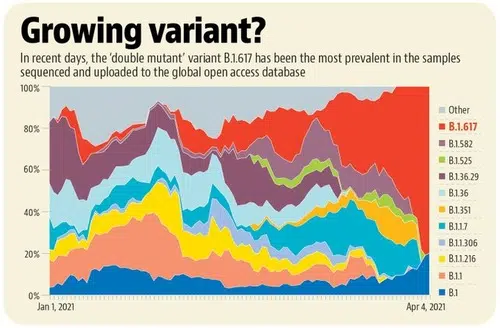 Growing variant?
In recent days, the 'double mutant' variant B.1.617 has been the most prevalent in the samples
sequenced and uploaded to the global open access database
100%
80%
60%
40%
20%
0%
Jan 1, 2021
Apr 4, 2021
Other
B.1.617
B.1.582
B.1.525
B.1.36.29
B.1.36
B.1.351
B.1.1.7
B.1.1.306
B.1.1.216
B.1.1
B.1